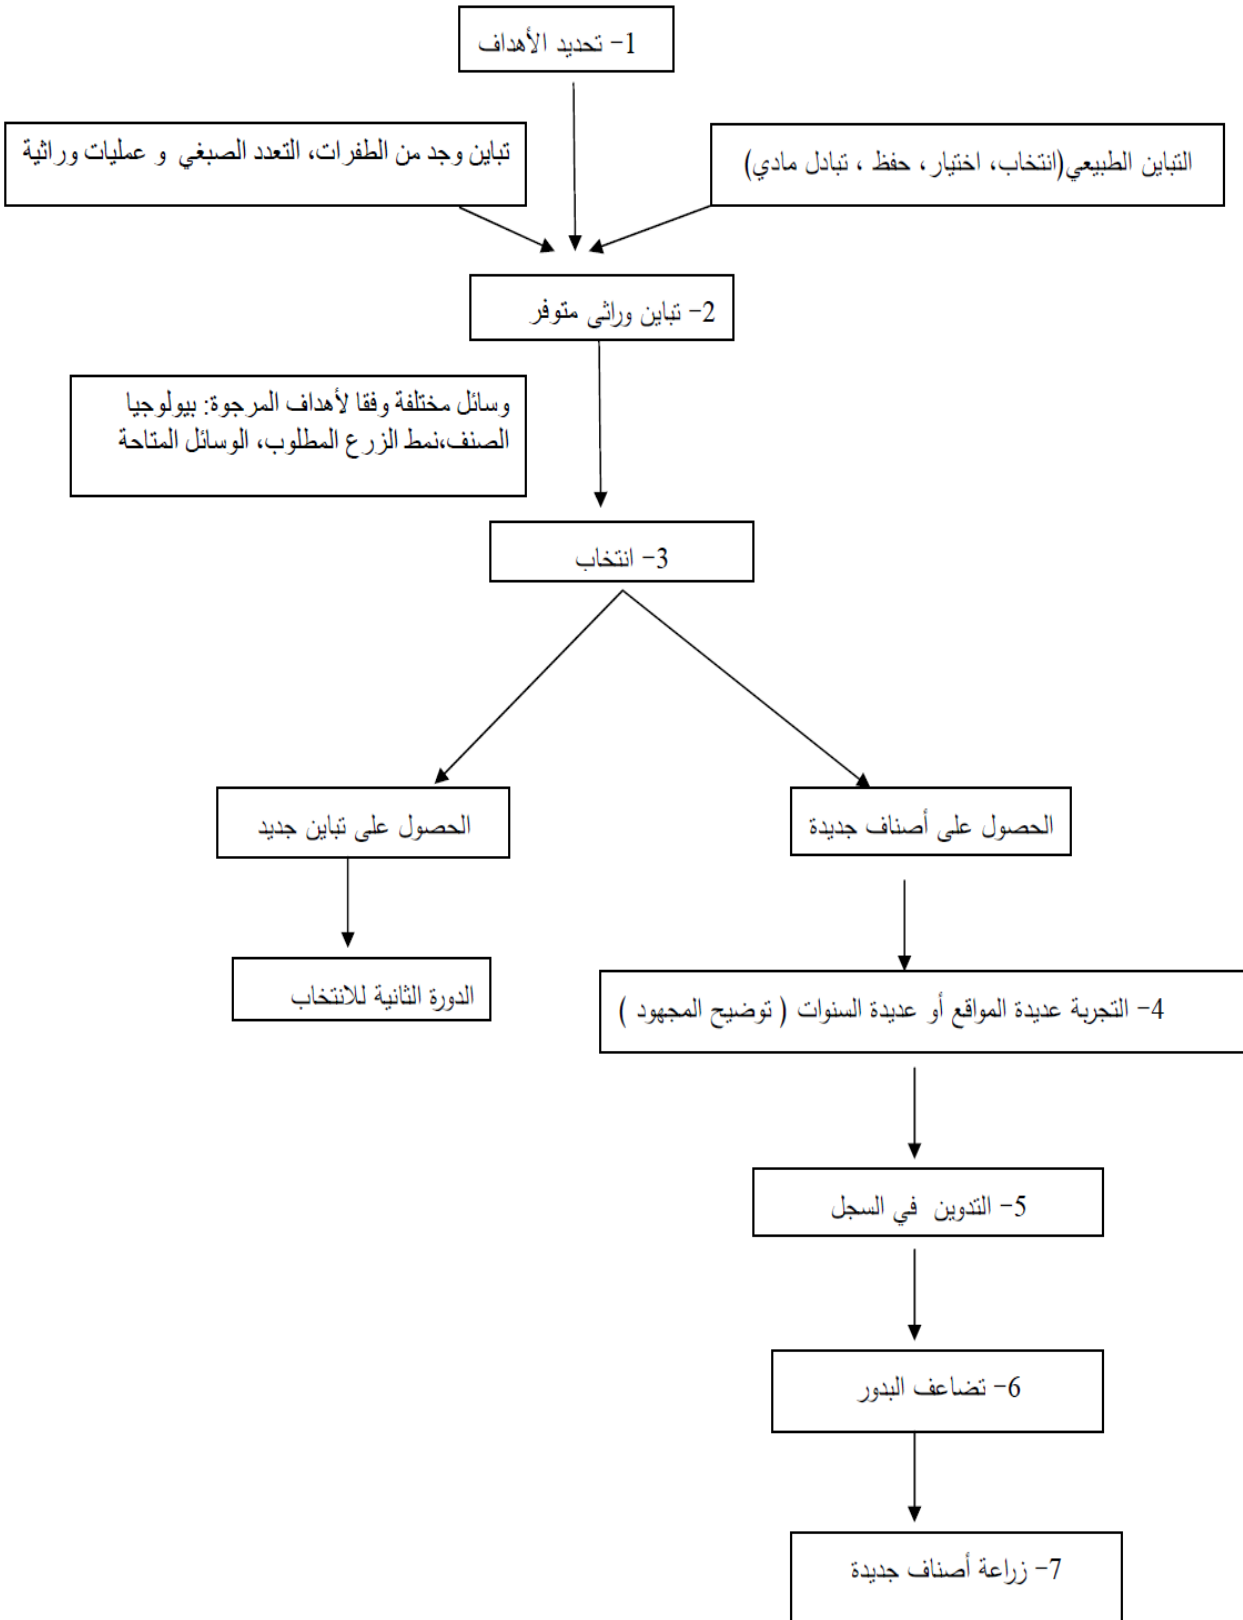 1- تحديد الأهداف
التباين الطبيعي(انتخاب، اختيار، حفظ ، تبادل مادي)
تباين وجد من الطفرات، التعدد الصبغي و عمليات وراثية
2- تباين وراثى متوفر
وسائل مختلفة وفقا لأهداف المرجوة: بيولوجيا
الصنف،نمط الزرع المطلوب، الوسائل المتاحة
3- انتخاب
الحصول على أصناف جديدة
الحصول على تباين جديد
4- التجربة عديدة المواقع أو عديدة السنوات ( توضيح المجهود )
الدورة الثانية للانتخاب
5- التدوين في السجل
6- تضاعف البدور
7- زراعة أصناف جديدة